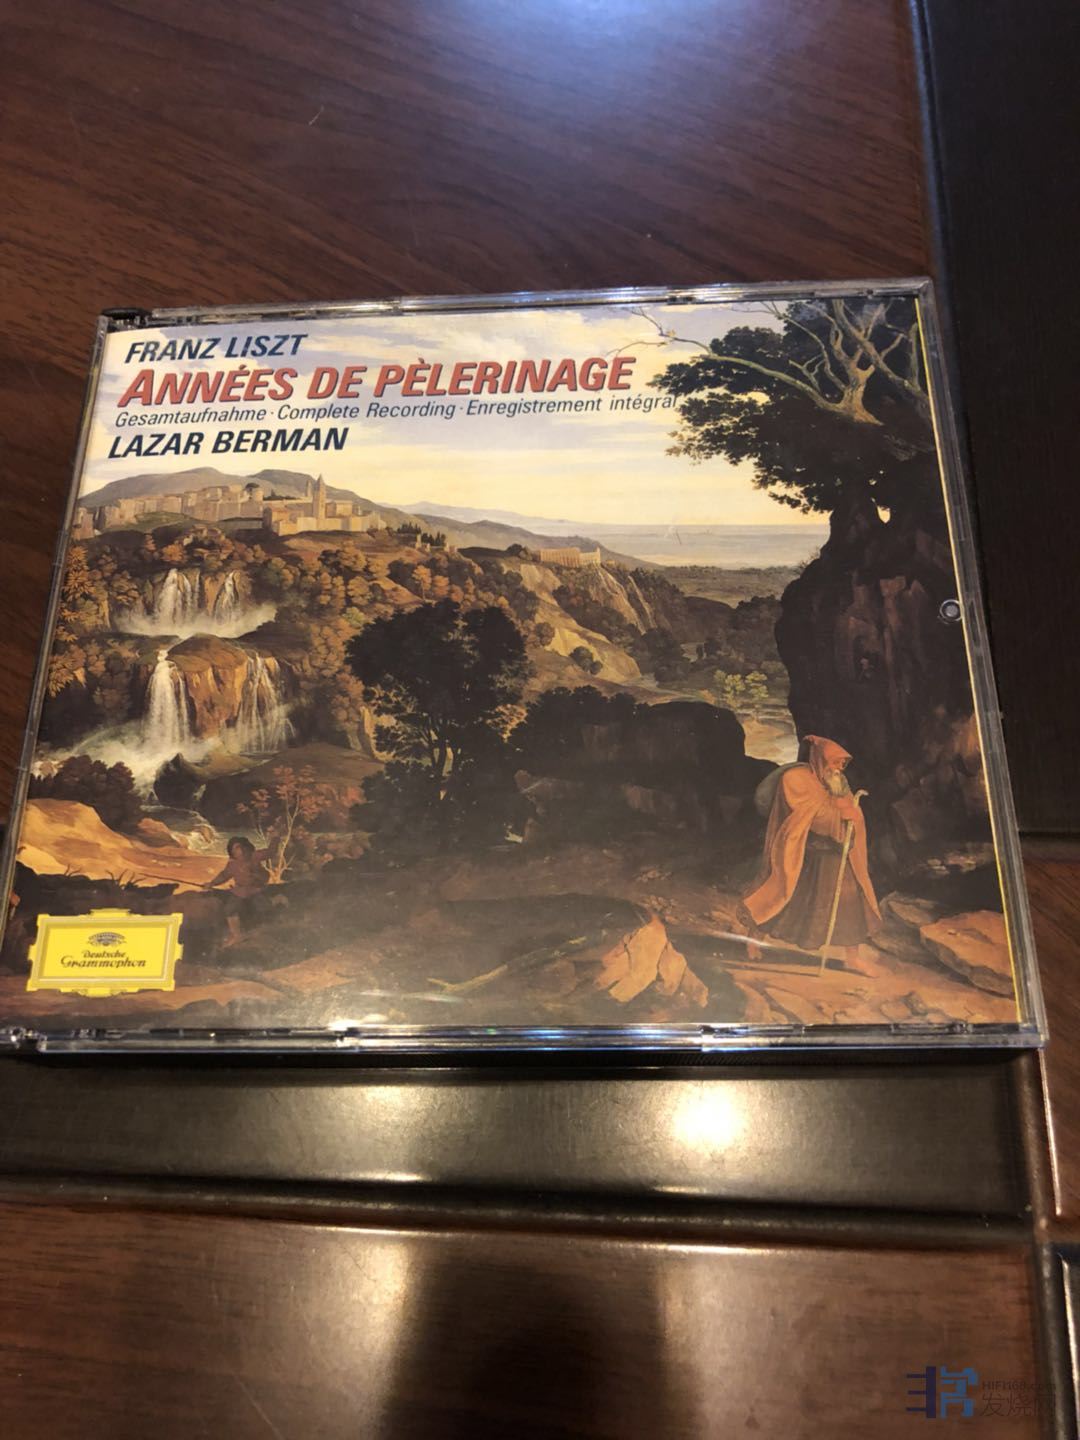 FRANZ LISZT
ANNÉES DE PÈLERINAGE
Gesamtaufnahme · Complete Recording · Enregistrement intégral
LAZAR BERMAN
Deutsche
Grammophon
HIFI168.com
发烧网